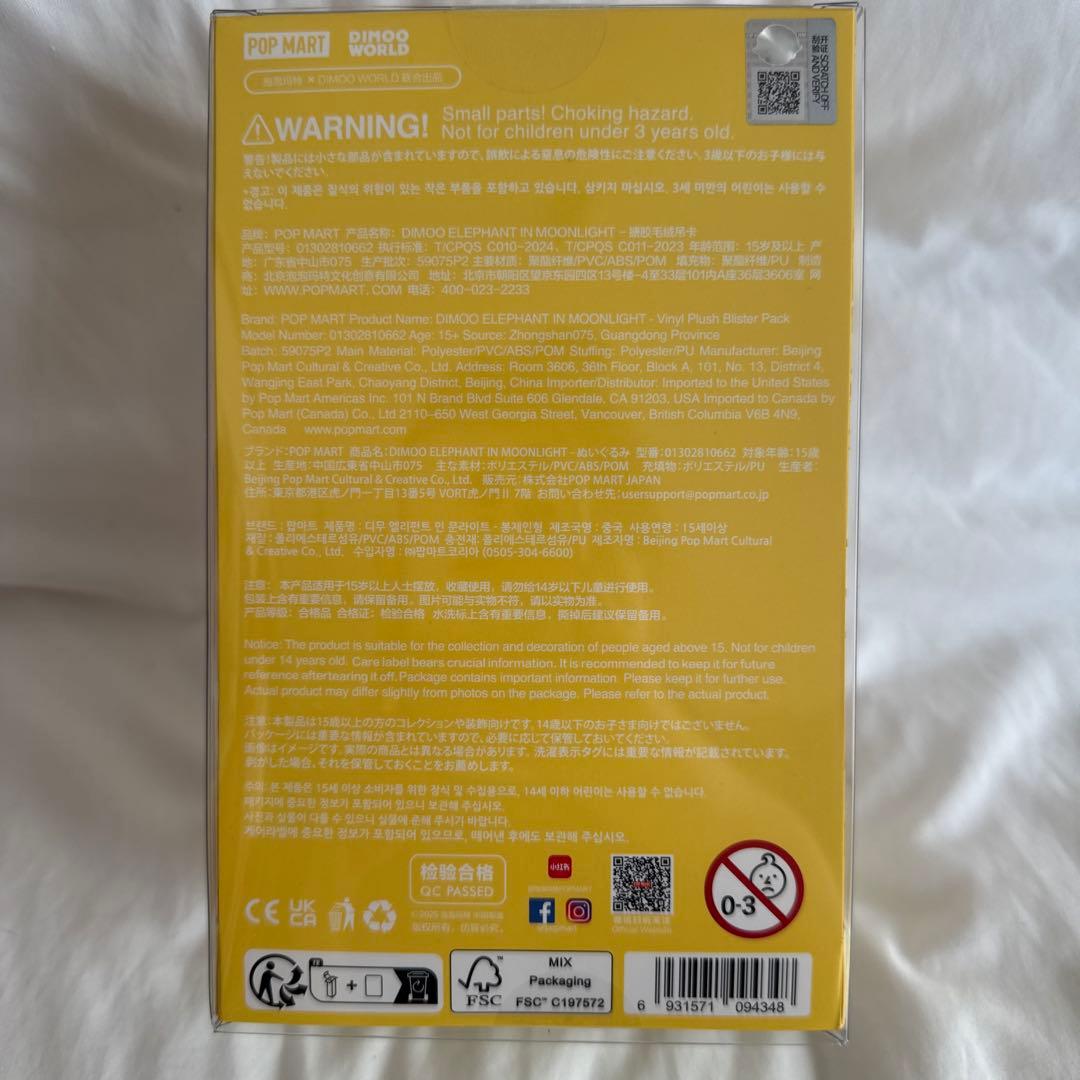 POP MART
DIMOO
WORLD
泡泡玛特 × DIMOO WORLD 联合出品
刮开
验证
SCRATCH OFF
AND VERIFY
WARNING!
Small parts! Choking hazard.
Not for children under 3 years old.
警告!製品には小さな部品が含まれていますので、誤飲による窒息の危険性にご注意ください。3歳以下のお子様には与
えないでください.
*경고: 이 제품은 질식의 위험이 있는 작은 부품을 포함하고 있습니다. 삼키지 마십시오. 3세 미만의 어린이는 사용할 수
없습니다.
品牌: POP MART 产品名称: DIMOO ELEPHANT IN MOONLIGHT – 搪胶毛绒吊卡
产品型号: 01302810662 执行标准: T/CPQS C010-2024、T/CPQS C011-2023 年龄范围: 15岁及以上 产
地: 广东省中山市075 生产批次: 59075P2 主要材质: 聚酯纤维/PVC/ABS/POM 填充物: 聚酯纤维/PU 制造
商: 北京泡泡玛特文化创意有限公司 地址: 北京市朝阳区望京东园四区13号楼-4至33层101内A座36层3606室 网
址: WWW.POPMART.COM 电话: 400-023-2233
Brand: POP MART Product Name: DIMOO ELEPHANT IN MOONLIGHT - Vinyl Plush Blister Pack
Model Number: 01302810662 Age: 15+ Source: Zhongshan075, Guangdong Province
Batch: 59075P2 Main Material: Polyester/PVC/ABS/POM Stuffing: Polyester/PU Manufacturer: Beijing
Pop Mart Cultural & Creative Co., Ltd. Address: Room 3606, 36th Floor, Block A, 101, No. 13, District 4,
Wangjing East Park, Chaoyang District, Beijing, China Importer/Distributor: Imported to the United States
by Pop Mart Americas Inc. 101 N Brand Blvd Suite 606 Glendale, CA 91203, USA Imported to Canada by
Pop Mart (Canada) Co., Ltd 2110–650 West Georgia Street, Vancouver, British Columbia V6B 4N9,
Canada www.popmart.com
ブランド:POP MART 商品名:DIMOO ELEPHANT IN MOONLIGHT - ぬいぐるみ 型番:01302810662 対象年齢:15歳
以上 生産地:中国広東省中山市075 主な素材:ポリエステル/PVC/ABS/POM 充填物:ポリエステル/PU 生産者:
Beijing Pop Mart Cultural & Creative Co., Ltd. 販売元:株式会社POP MART JAPAN
住所:東京都港区虎ノ門一丁目13番5号 VORT虎ノ門Ⅱ 7階 お問い合わせ先:usersupport@popmart.co.jp
브랜드 : 팝마트 제품명 : 디무 엘리펀트 인 문라이트 - 봉제인형 제조국명 : 중국 사용연령 : 15세이상
재질 : 폴리에스테르섬유/PVC/ABS/POM 충전재: 폴리에스테르섬유/PU 제조자명 : Beijing Pop Mart Cultural
& Creative Co., Ltd. 수입자명 : ㈜팝마트코리아 (0505-304-6600)
注意: 本产品适用于15岁以上人士摆放，收藏使用，请勿给14岁以下儿童进行使用。
包装上含有重要信息，请保留备用。图片可能与实物不符，请以实物为准。
产品等级: 合格品 合格证: 检验合格 水洗标上含有重要信息，撕掉后建议保留备用。
Notice: The product is suitable for the collection and decoration of people aged above 15. Not for children
under 14 years old. Care label bears crucial information. It is recommended to keep it for future
reference aftertearing it off. Package contains important information. Please keep it for further use.
Actual product may differ slightly from photos on the package. Please refer to the actual product.
注意:本製品は15歳以上の方のコレクションや装飾向けです。14歳以下のお子さま向けではございません。
パッケージには重要な情報が含まれていますので、必要に応じて保管しておいてください。
画像はイメージです。実際の商品とは異なる場合があります。洗濯表示タグには重要な情報が記載されています。
剥がした場合、それを保管しておくことをお薦めします。
주의: 본 제품은 15세 이상 소비자를 위한 장식 및 수집용으로, 14세 이하 어린이는 사용할 수 없습니다.
패키지에 중요한 정보가 포함되어 있으니 보관해 주십시오.
사진과 실물이 다를 수 있으니 실물에 준해 주시기 바랍니다.
케어라벨에 중요한 정보가 포함되어 있으므로, 떼어낸 후에도 보관해 주십시오.
检验合格
QC PASSED
小红书
CE
UK
CA
© 2025 泡泡玛特 中国制造
版权所有，仿冒必究。
Official Website
0-3
FSC
MIX
Packaging
FSC™ C197572
6 931571 094348